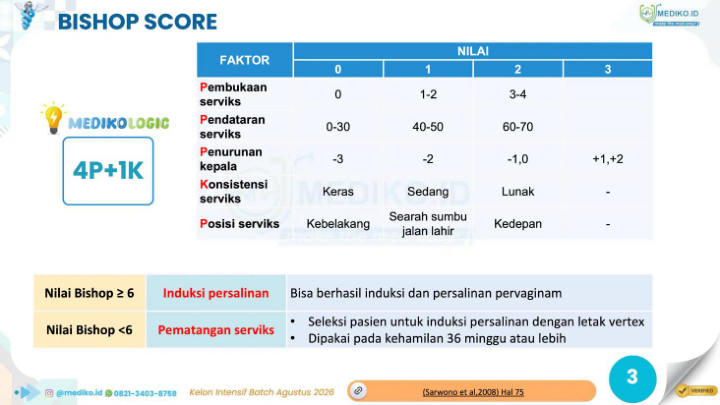 BISHOP SCORE
MEDIKO.ID
FAKTOR
NILAI
0 1 2 3
Pembukaan
serviks
0 1-2 3-4
Pendataran
serviks
0-30 40-50 60-70
Penurunan
kepala
-3 -2 -1,0 +1,+2
Konsistensi
serviks
Keras Sedang Lunak -
Posisi serviks Kebelakang Searah sumbu
jalan lahir
Kedepan -
MEDIKOLOGIC
4P+1K
MEDIKO.ID
Nilai Bishop ≥ 6 Induksi persalinan Bisa berhasil induksi dan persalinan pervaginam
Nilai Bishop <6 Pematangan serviks
• Seleksi pasien untuk induksi persalinan dengan letak vertex
• Dipakai pada kehamilan 36 minggu atau lebih
@mediko.id 0821-3403-8758 Kelon Intensif Batch Agustus 2026
(Sarwono et al,2008) Hal 75
3
VERIFIED